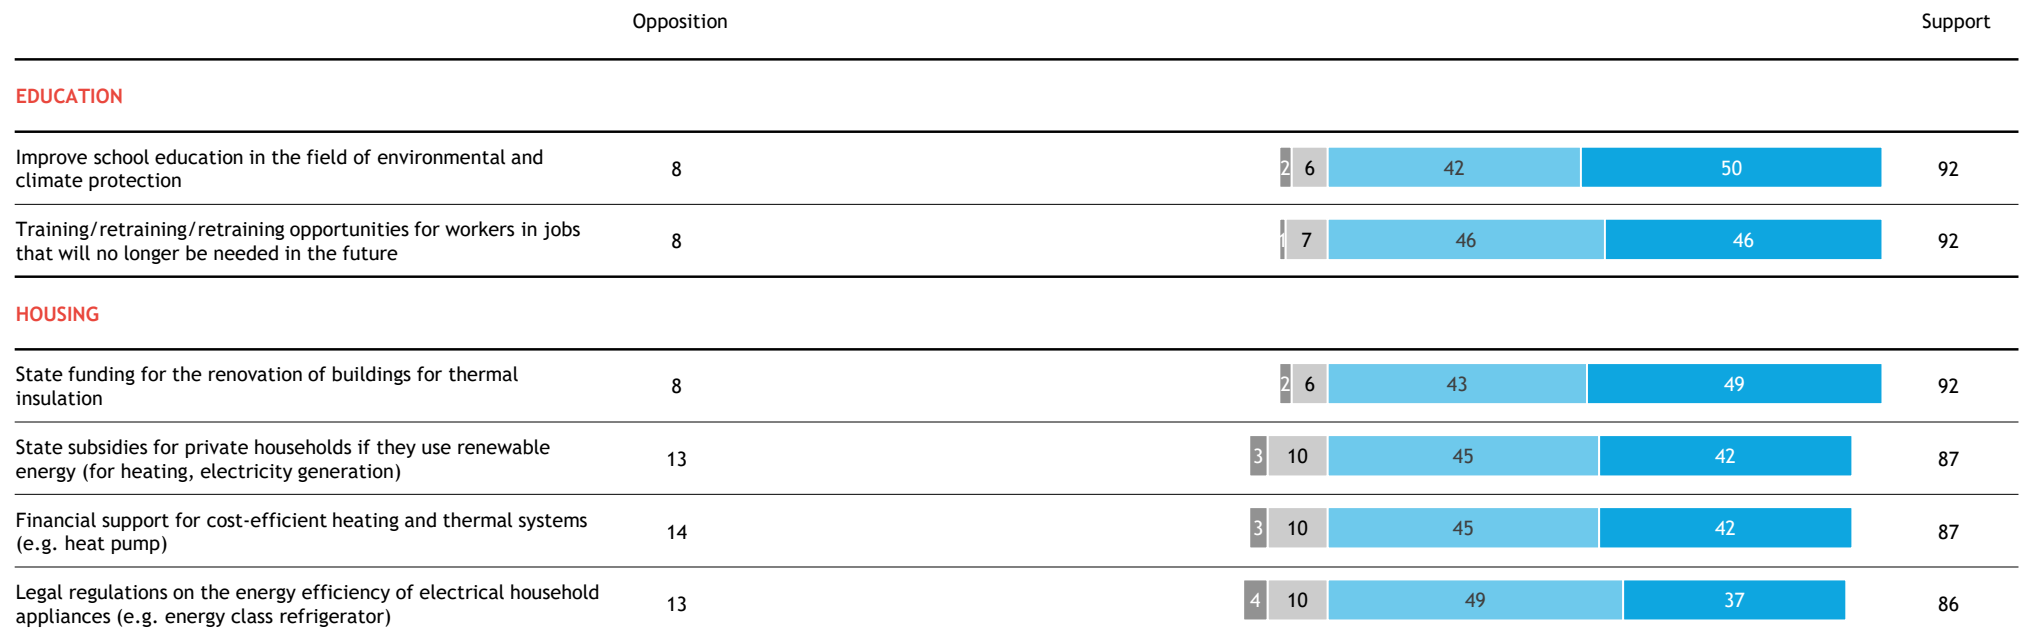 Opposition Support
EDUCATION
Improve school education in the field of environmental and
climate protection
8 2 6 42 50 92
Training/retraining/retraining opportunities for workers in jobs
that will no longer be needed in the future
8 1 7 46 46 92
HOUSING
State funding for the renovation of buildings for thermal
insulation
8 2 6 43 49 92
State subsidies for private households if they use renewable
energy (for heating, electricity generation)
13 3 10 45 42 87
Financial support for cost-efficient heating and thermal systems
(e.g. heat pump)
14 3 10 45 42 87
Legal regulations on the energy efficiency of electrical household
appliances (e.g. energy class refrigerator)
13 4 10 49 37 86